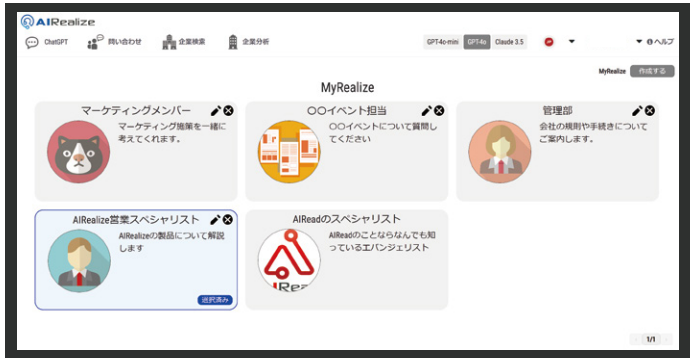 AIRealize
ChatGPT 問い合わせ 企業検索 企業分析 GPT-4o-mini GPT-4o Claude 3.5 ヘルプ
MyRealize 作成する
MyRealize
マーケティングメンバー
マーケティング施策を一緒に
考えてくれます。
〇〇イベント担当
〇〇イベントについて質問し
てください
管理部
会社の規則や手続きについて
ご案内します。
AIRealize営業スペシャリスト
AIRealizeの製品について解説
します
選択済み
AIReadのスペシャリスト
AIReadのことならなんでも知
っているエバンジェリスト
IRea
1/1